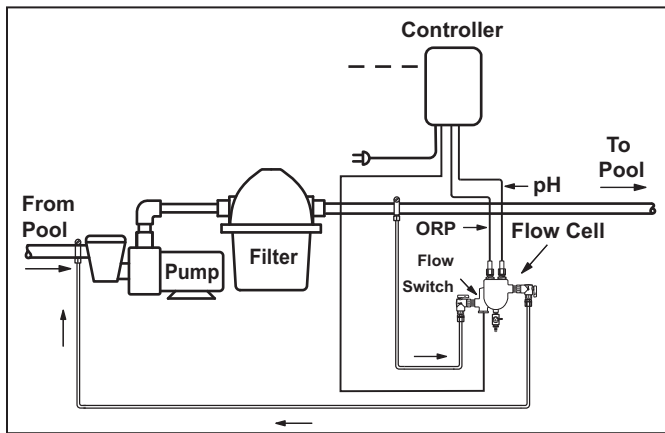 Controller
To
Pool
pH
From
Pool
ORP
Flow Cell
Filter
Pump
Flow
Switch